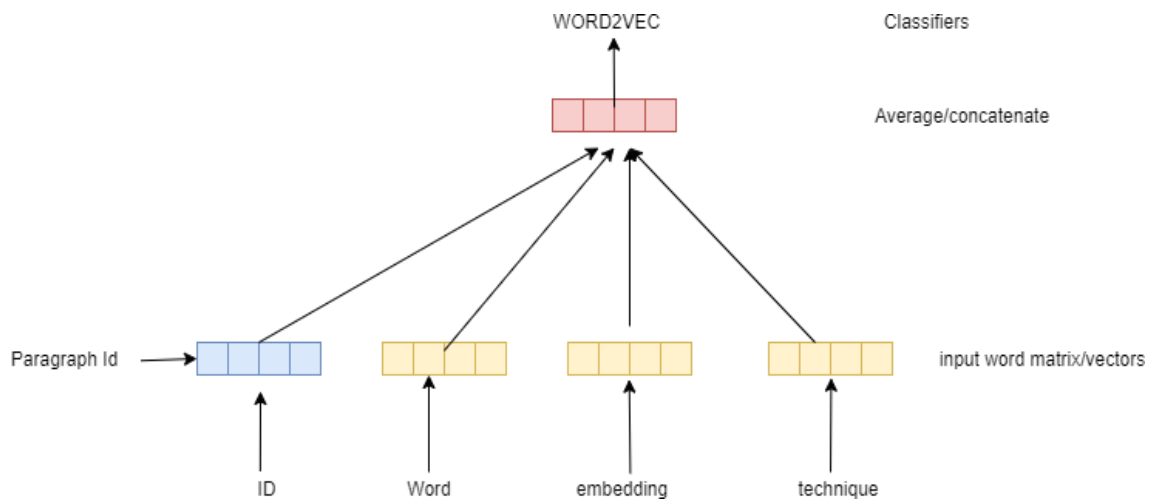 WORD2VEC
Classifiers
Average/concatenate
Paragraph Id
input word matrix/vectors
ID
Word
embedding
technique